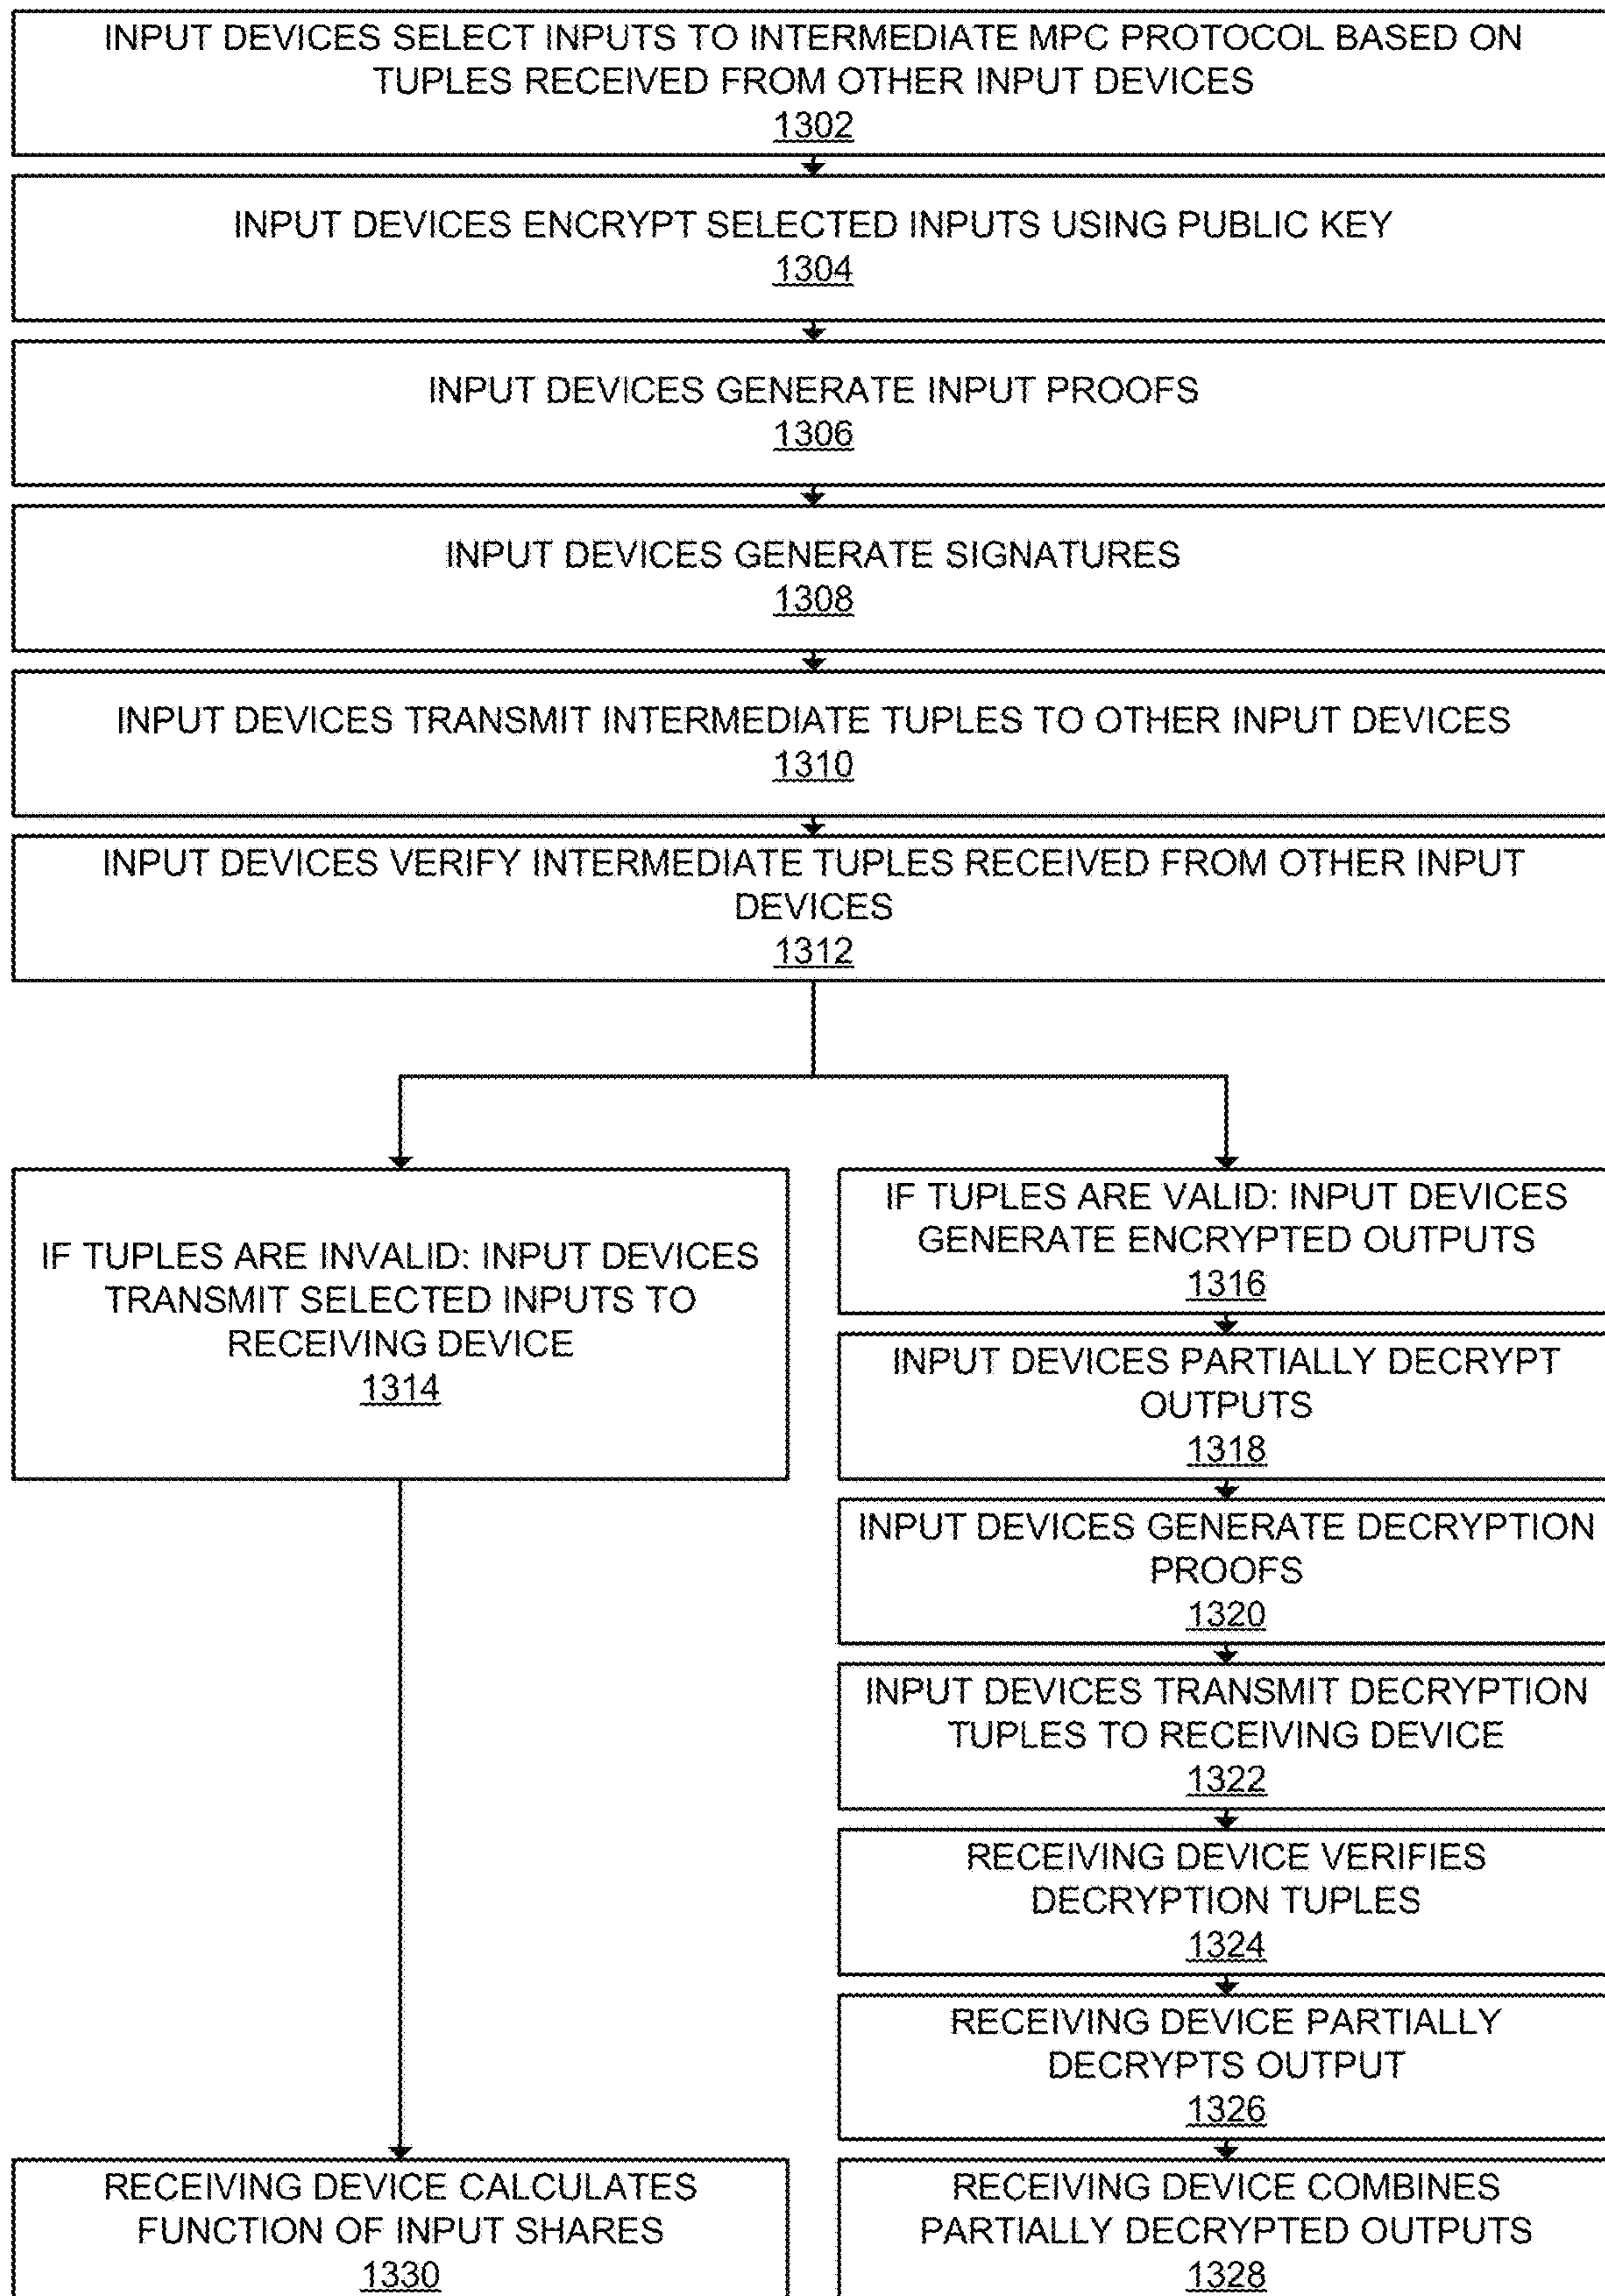 INPUT DEVICES SELECT INPUTS TO INTERMEDIATE MPC PROTOCOL BASED ON
TUPLES RECEIVED FROM OTHER INPUT DEVICES
1302
INPUT DEVICES ENCRYPT SELECTED INPUTS USING PUBLIC KEY
1304
INPUT DEVICES GENERATE INPUT PROOFS
1306
INPUT DEVICES GENERATE SIGNATURES
1308
INPUT DEVICES TRANSMIT INTERMEDIATE TUPLES TO OTHER INPUT DEVICES
1310
INPUT DEVICES VERIFY INTERMEDIATE TUPLES RECEIVED FROM OTHER INPUT
DEVICES
1312
IF TUPLES ARE INVALID: INPUT DEVICES
TRANSMIT SELECTED INPUTS TO
RECEIVING DEVICE
1314
IF TUPLES ARE VALID: INPUT DEVICES
GENERATE ENCRYPTED OUTPUTS
1316
INPUT DEVICES PARTIALLY DECRYPT
OUTPUTS
1318
INPUT DEVICES GENERATE DECRYPTION
PROOFS
1320
INPUT DEVICES TRANSMIT DECRYPTION
TUPLES TO RECEIVING DEVICE
1322
RECEIVING DEVICE VERIFIES
DECRYPTION TUPLES
1324
RECEIVING DEVICE PARTIALLY
DECRYPTS OUTPUT
1326
RECEIVING DEVICE CALCULATES
FUNCTION OF INPUT SHARES
1330
RECEIVING DEVICE COMBINES
PARTIALLY DECRYPTED OUTPUTS
1328